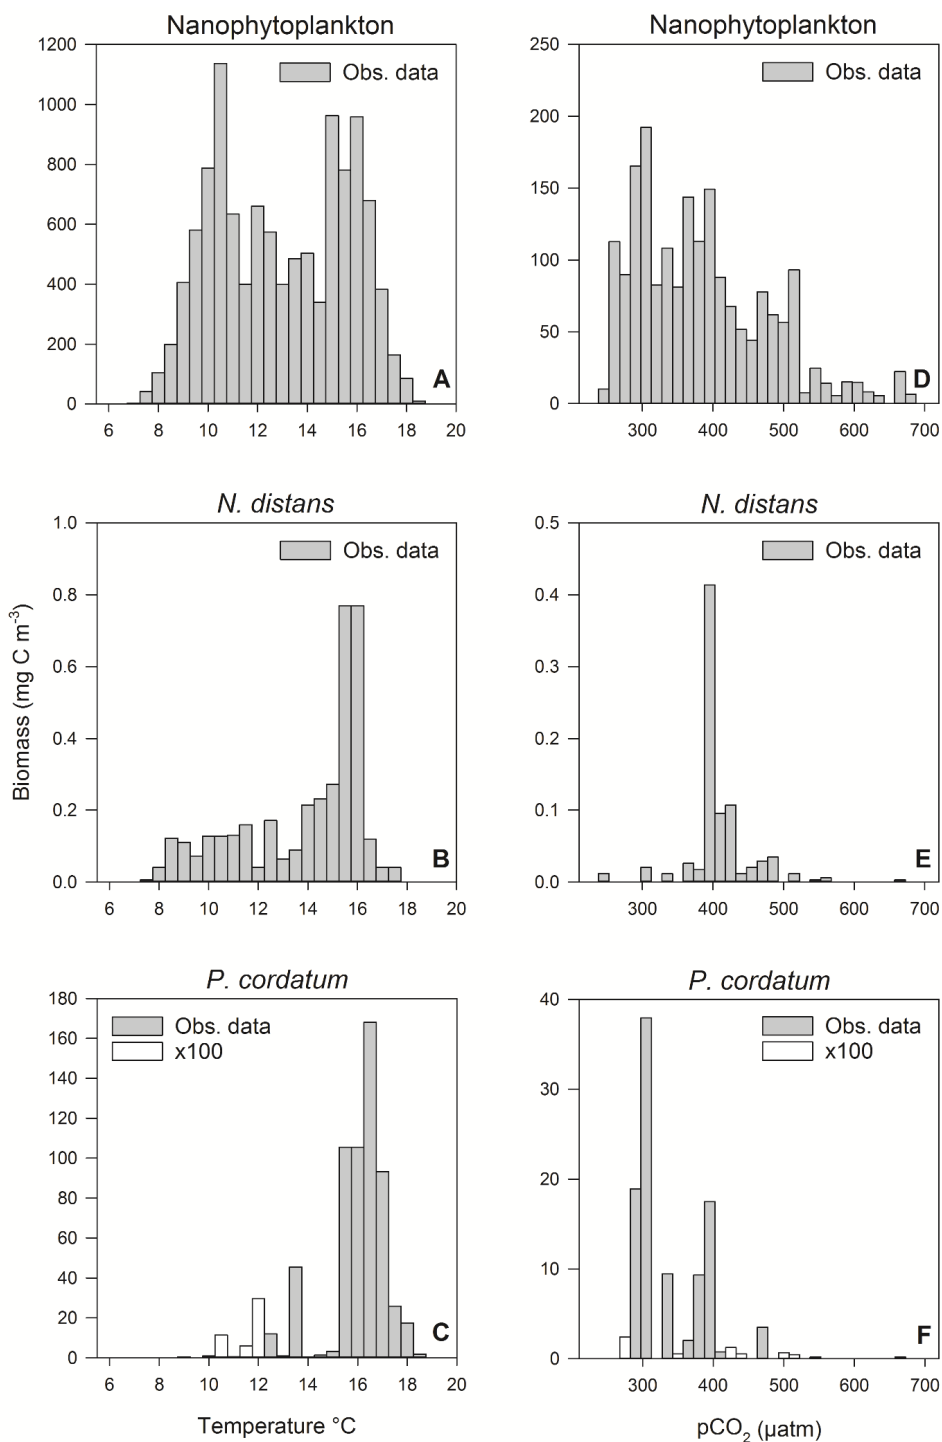 Nanophytoplankton
1200
1000
800
600
400
200
0
Obs. data
A
6 8 10 12 14 16 18 20
Nanophytoplankton
250
200
150
100
50
0
Obs. data
D
300 400 500 600 700
N. distans
1.0
0.8
0.6
0.4
0.2
0.0
Obs. data
B
6 8 10 12 14 16 18 20
Biomass (mg C m-3)
N. distans
0.5
0.4
0.3
0.2
0.1
0.0
Obs. data
E
300 400 500 600 700
P. cordatum
180
160
140
120
100
80
60
40
20
0
Obs. data
x100
C
6 8 10 12 14 16 18 20
Temperature °C
P. cordatum
40
30
20
10
0
Obs. data
x100
F
300 400 500 600 700
pCO2 (µatm)